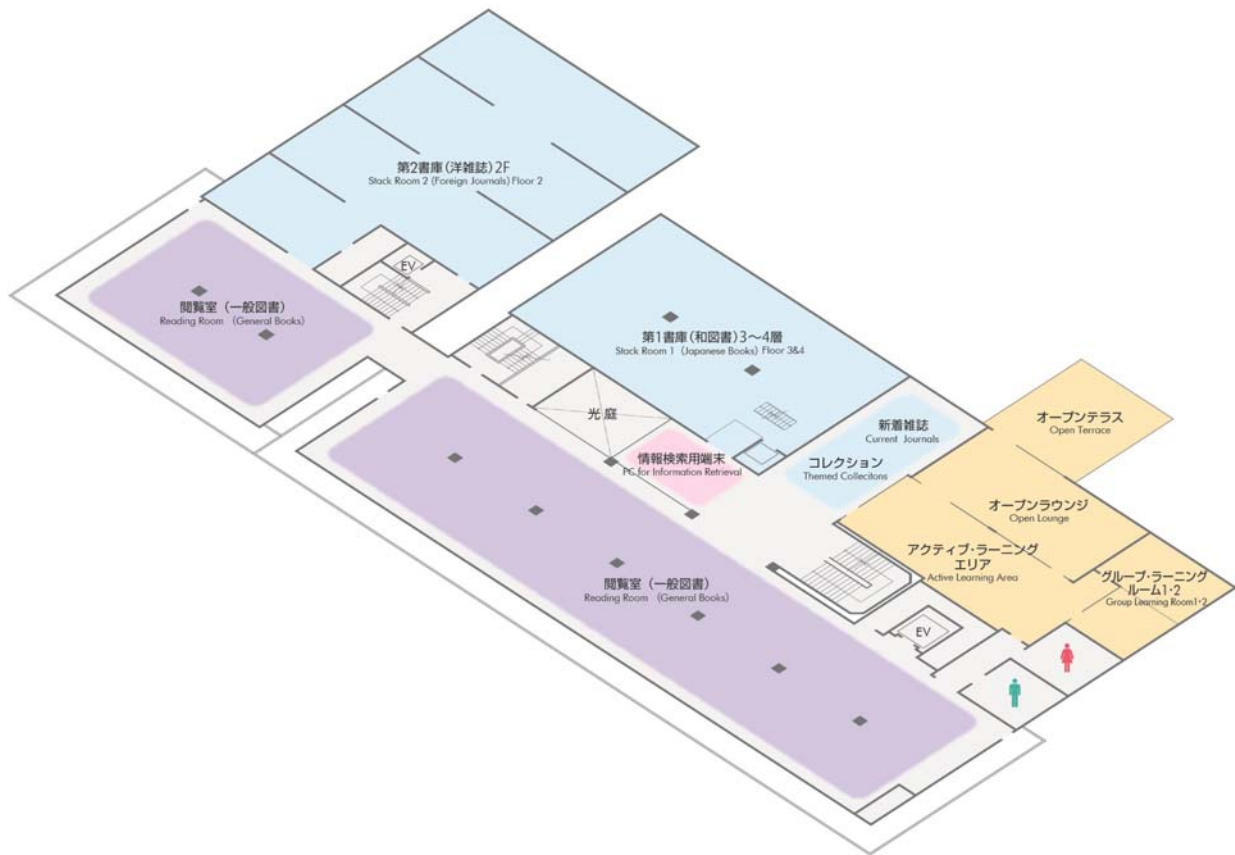 第2書庫(洋雑誌)2F
Stack Room 2 (Foreign Journals) Floor 2
EV
閲覧室 (一般図書)
Reading Room (General Books)
第1書庫(和図書)3〜4層
Stack Room 1 (Japanese Books) Floor 3&4
光庭
新着雑誌
Current Journals
オープンテラス
Open Terrace
情報検索用端末
PC for Information Retrieval
コレクション
Themed Collecitons
オープンラウンジ
Open Lounge
アクティブ・ラーニング
エリア
Active Learning Area
グループ・ラーニング
ルーム1・2
Group Learning Room1・2
閲覧室 (一般図書)
Reading Room (General Books)
EV